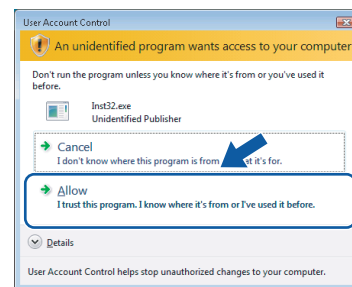 User Account Control
An unidentified program wants access to your computer
Don't run the program unless you know where it's from or you've used it
before.
Inst32.exe
Unidentified Publisher
Cancel
I don't know where this program is from at it's for.
Allow
I trust this program. I know where it's from or I've used it before.
Details
User Account Control helps stop unauthorized changes to your computer.